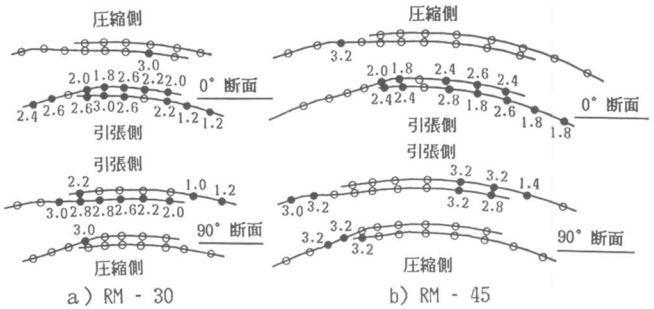 圧縮側
3.0
2.0 1.8 2.6 2.2 2.0
0° 断面
2.4 2.6 2.6 3.0 2.6 2.2 1.2 1.2
引張側
引張側
2.2
1.0 1.2
3.0 2.8 2.8 2.6 2.2 2.0
3.0
90° 断面
圧縮側
a) RM - 30
圧縮側
3.2
2.0 1.8 2.4 2.6 2.4
0° 断面
2.4 2.4 2.8 1.8 2.6 1.8 1.8
引張側
引張側
3.2 3.2 1.4
3.0 3.2 3.2 2.8
3.2 3.2
3.2
90° 断面
圧縮側
b) RM - 45